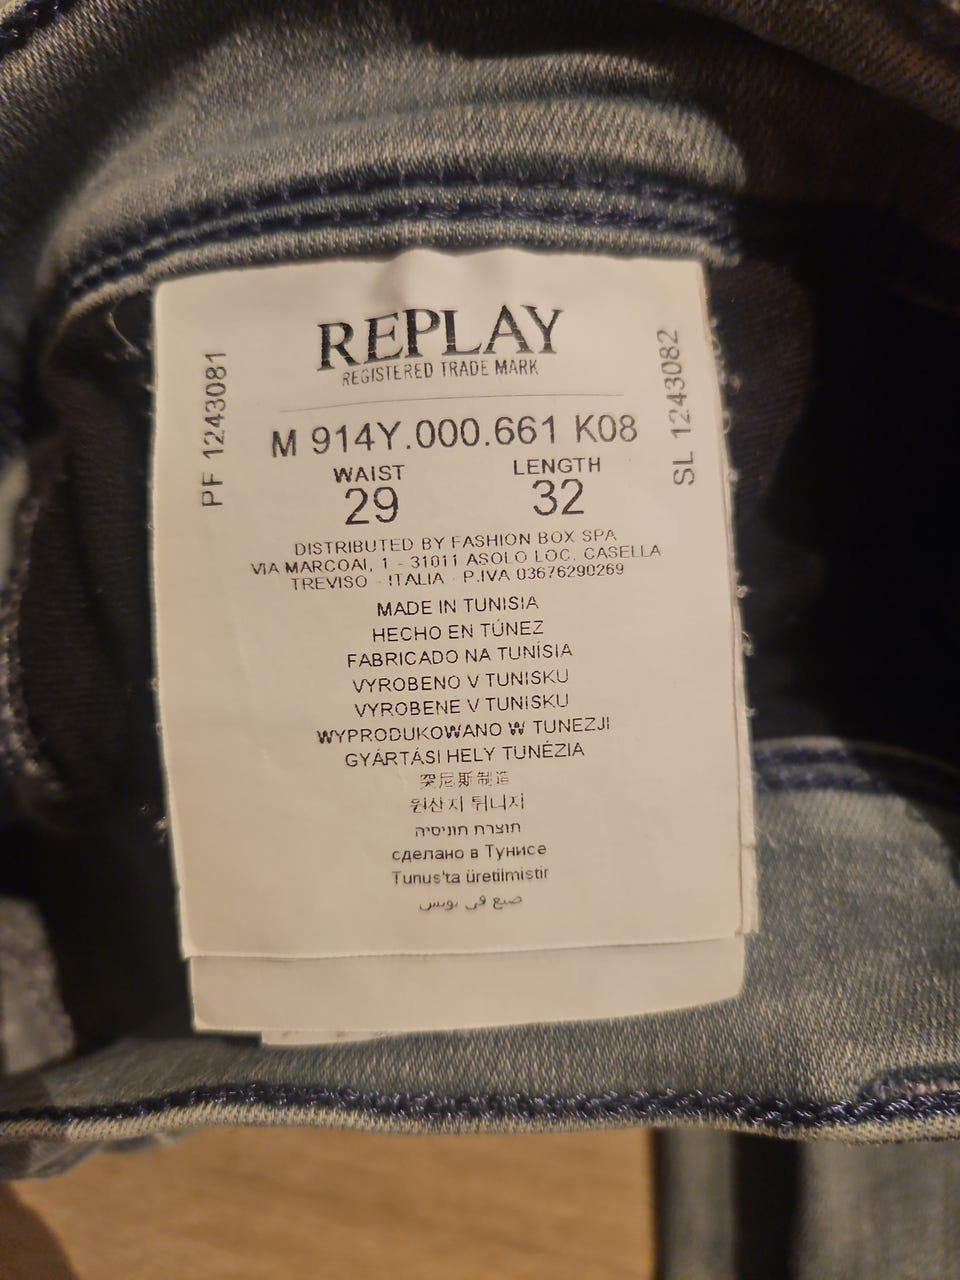 REPLAY
REGISTERED TRADE MARK
PF 1243081
SL 1243082
M 914Y.000.661 K08
WAIST LENGTH
29 32
DISTRIBUTED BY FASHION BOX SPA
VIA MARCOAI, 1 - 31011 ASOLO LOC. CASELLA
TREVISO - ITALIA - P.IVA 03676290269
MADE IN TUNISIA
HECHO EN TÚNEZ
FABRICADO NA TUNÍSIA
VYROBENO V TUNISKU
VYROBENE V TUNISKU
WYPRODUKOWANO W TUNEZJI
GYÁRTÁSI HELY TUNÉZIA
突尼斯制造
원산지 튀니지
תוצרת תוניסיה
сделано в Тунисе
Tunus'ta üretilmistir
صنع في تونس